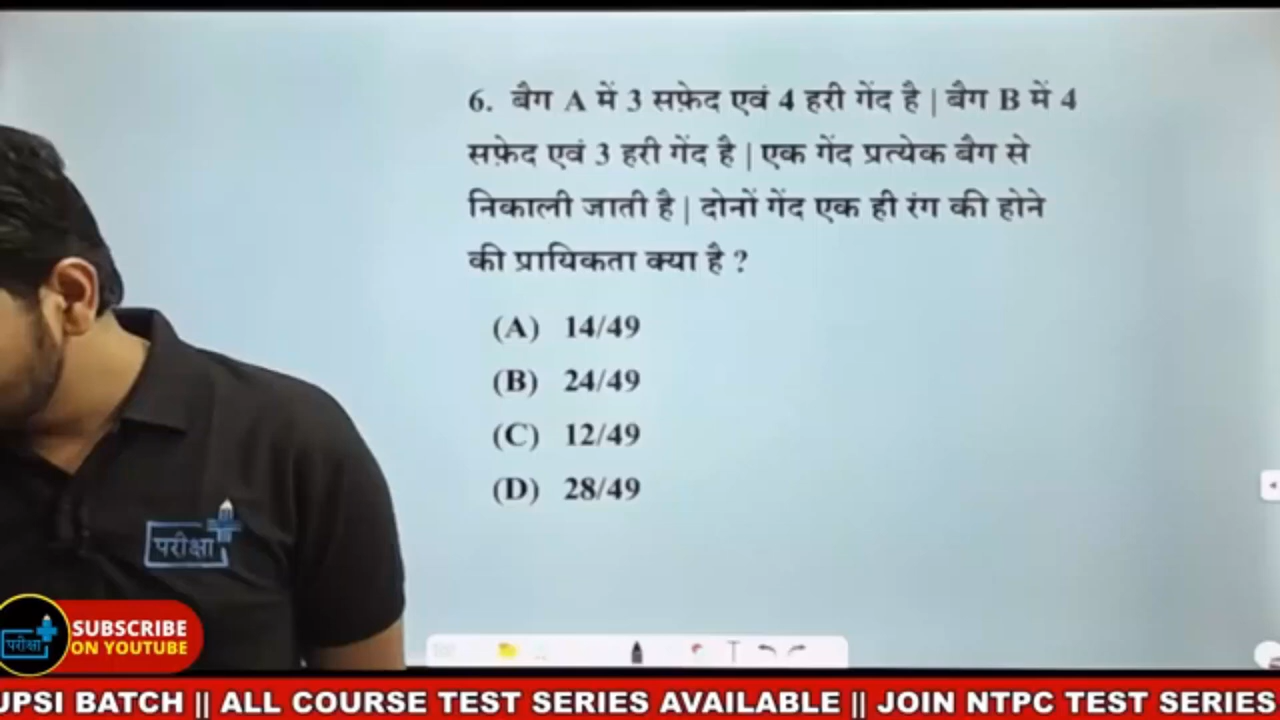 6. बैग A में 3 सफ़ेद एवं 4 हरी गेंद है | बैग B में 4
सफ़ेद एवं 3 हरी गेंद है | एक गेंद प्रत्येक बैग से
निकाली जाती है | दोनों गेंद एक ही रंग की होने
की प्रायिकता क्या है ?
(A) 14/49
(B) 24/49
(C) 12/49
(D) 28/49
परीक्षा
परीक्षा
SUBSCRIBE
ON YOUTUBE
UPSI BATCH || ALL COURSE TEST SERIES AVAILABLE || JOIN NTPC TEST SERIES